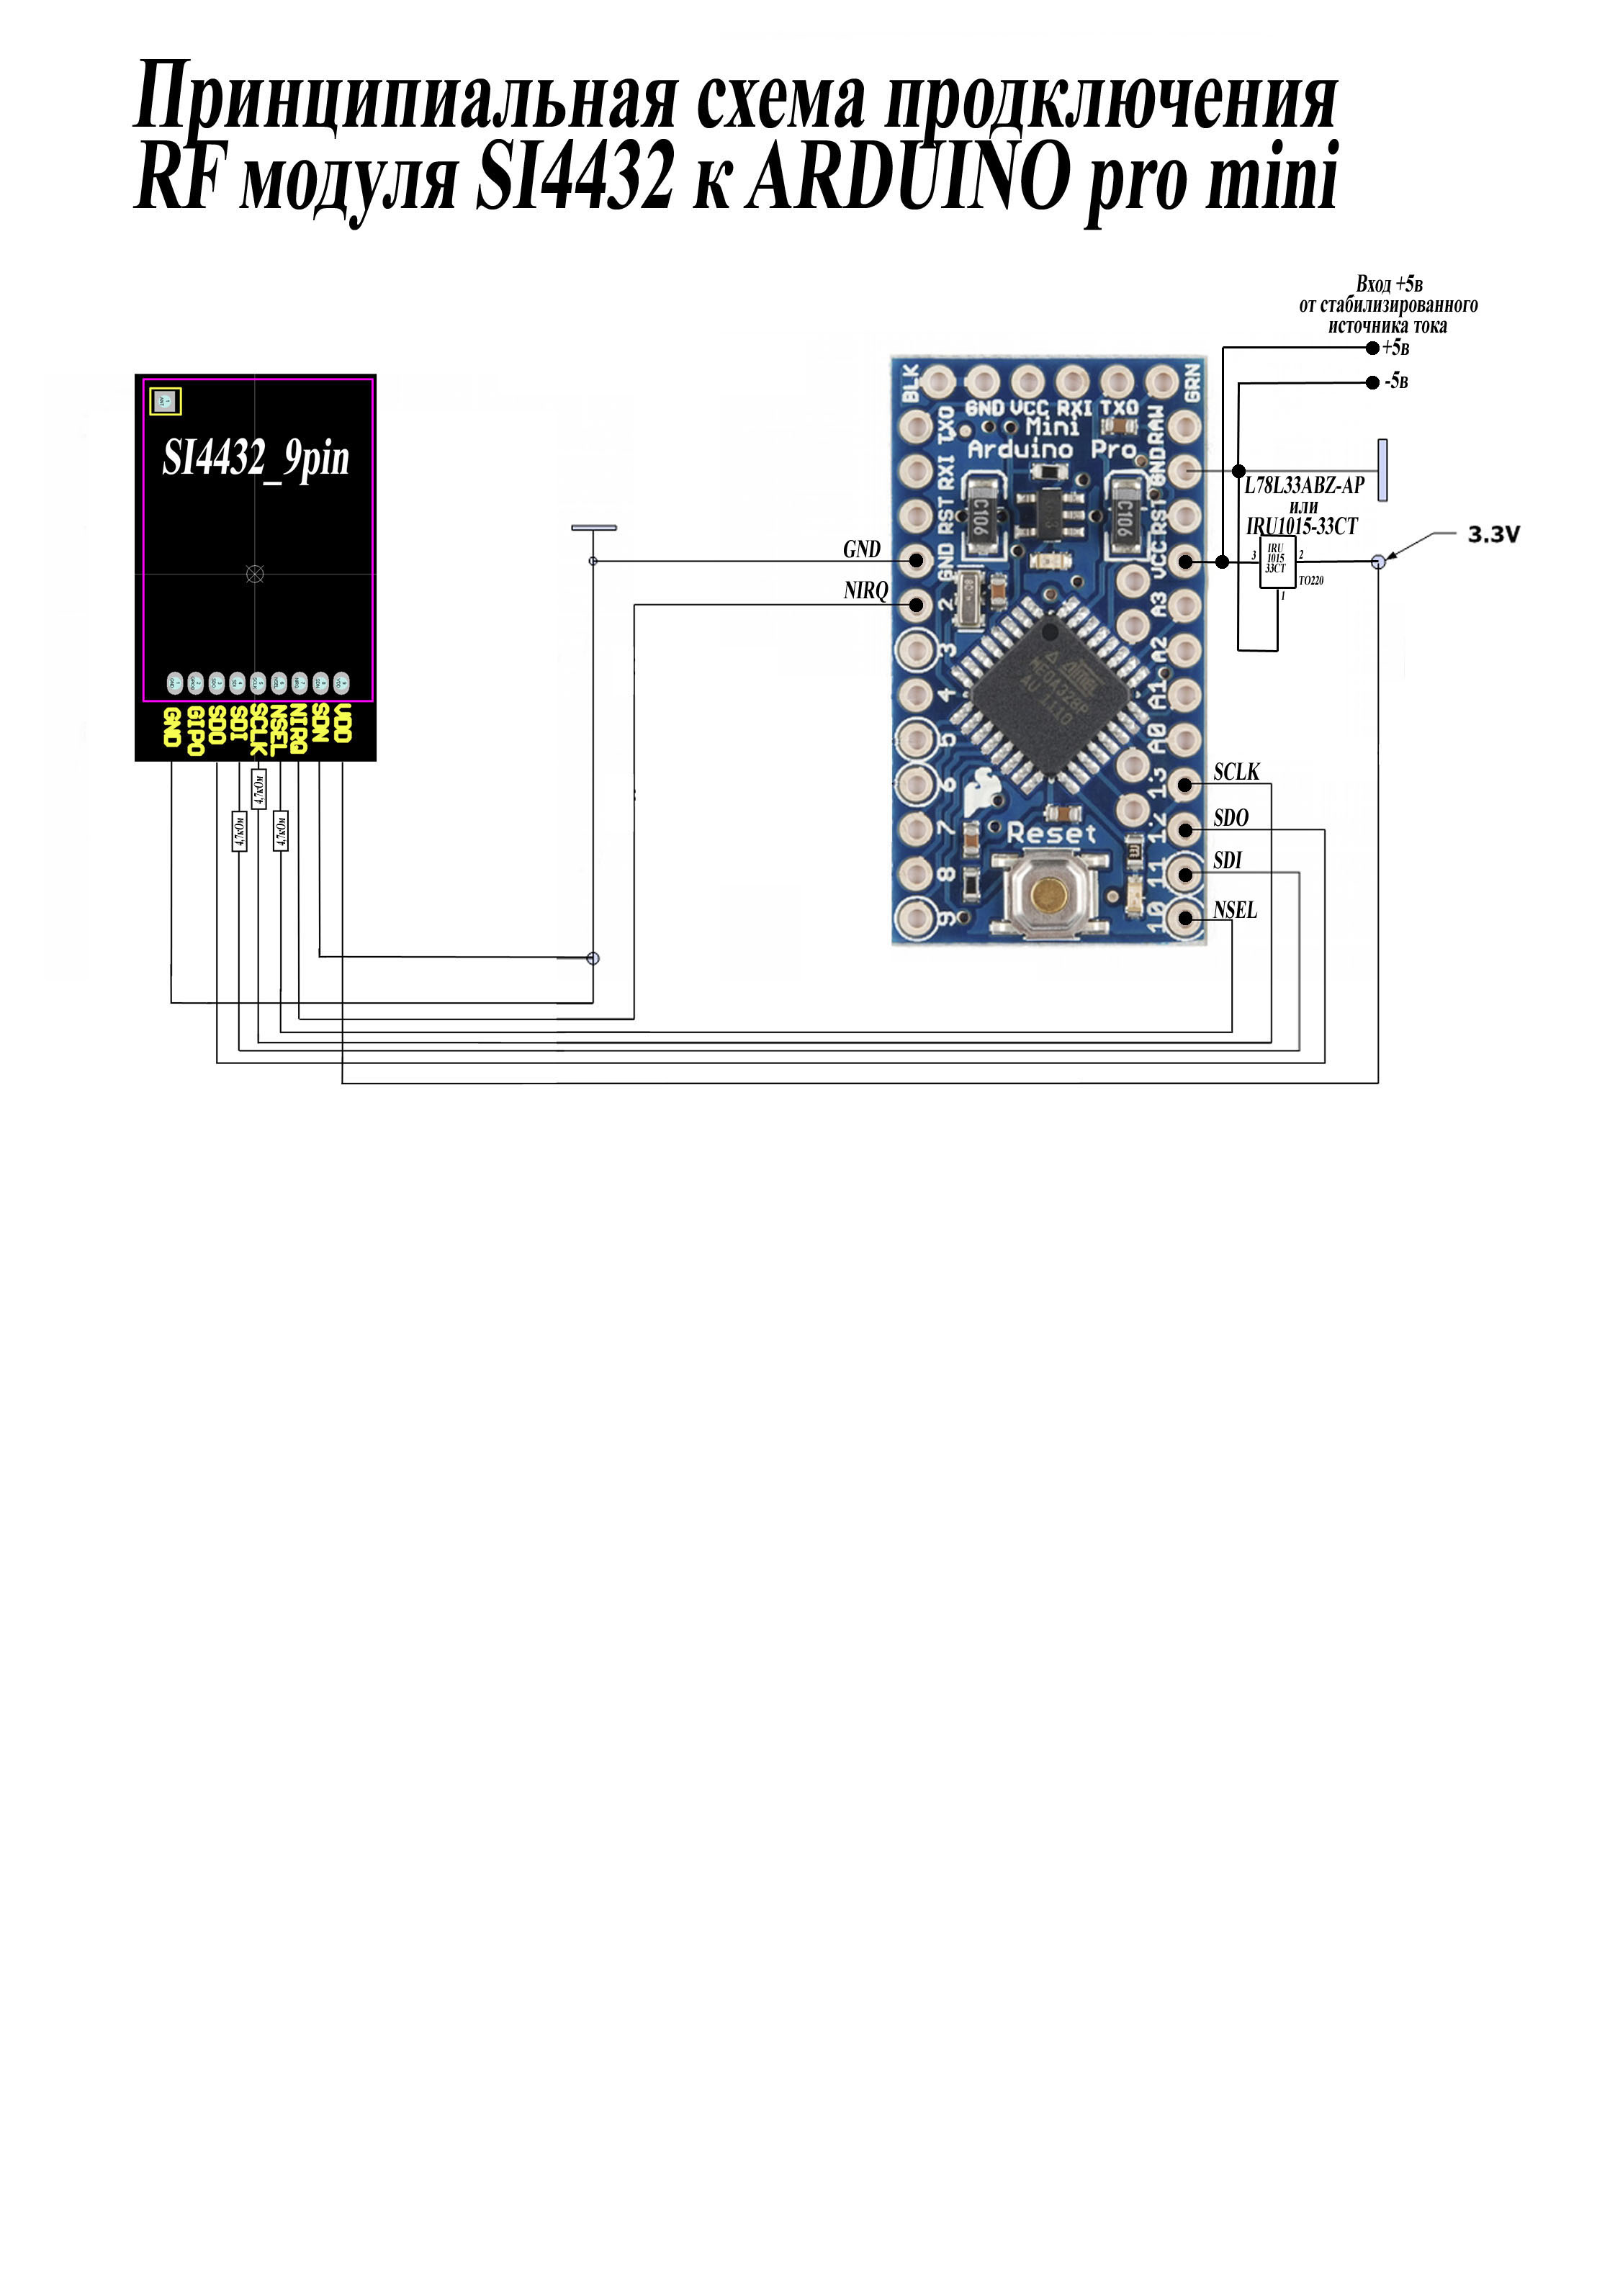 Принципиальная схема продключения
RF модуля SI4432 к ARDUINO pro mini
Вход +5в
от стабилизированного
источника тока
+5в
-5в
SI4432_9pin
GND
GIPO
SDO
SDI
SCLK
NSEL
NIRQ
SDN
VDD
4,7кОм
4,7кОм
4,7кОм
GND
NIRQ
BLK
GND VCC RXI TXO
GRN
Mini
Arduino Pro
TXO
RXI
RST
GND
2
3
4
5
6
7
8
9
RAW
GND
RST
VCC
A3
A2
A1
A0
13
12
11
10
C106
C106
Reset
L78L33ABZ-AP
или
IRU1015-33CT
IRU
1015
33CT
3
2
1
TO220
3.3V
SCLK
SDO
SDI
NSEL